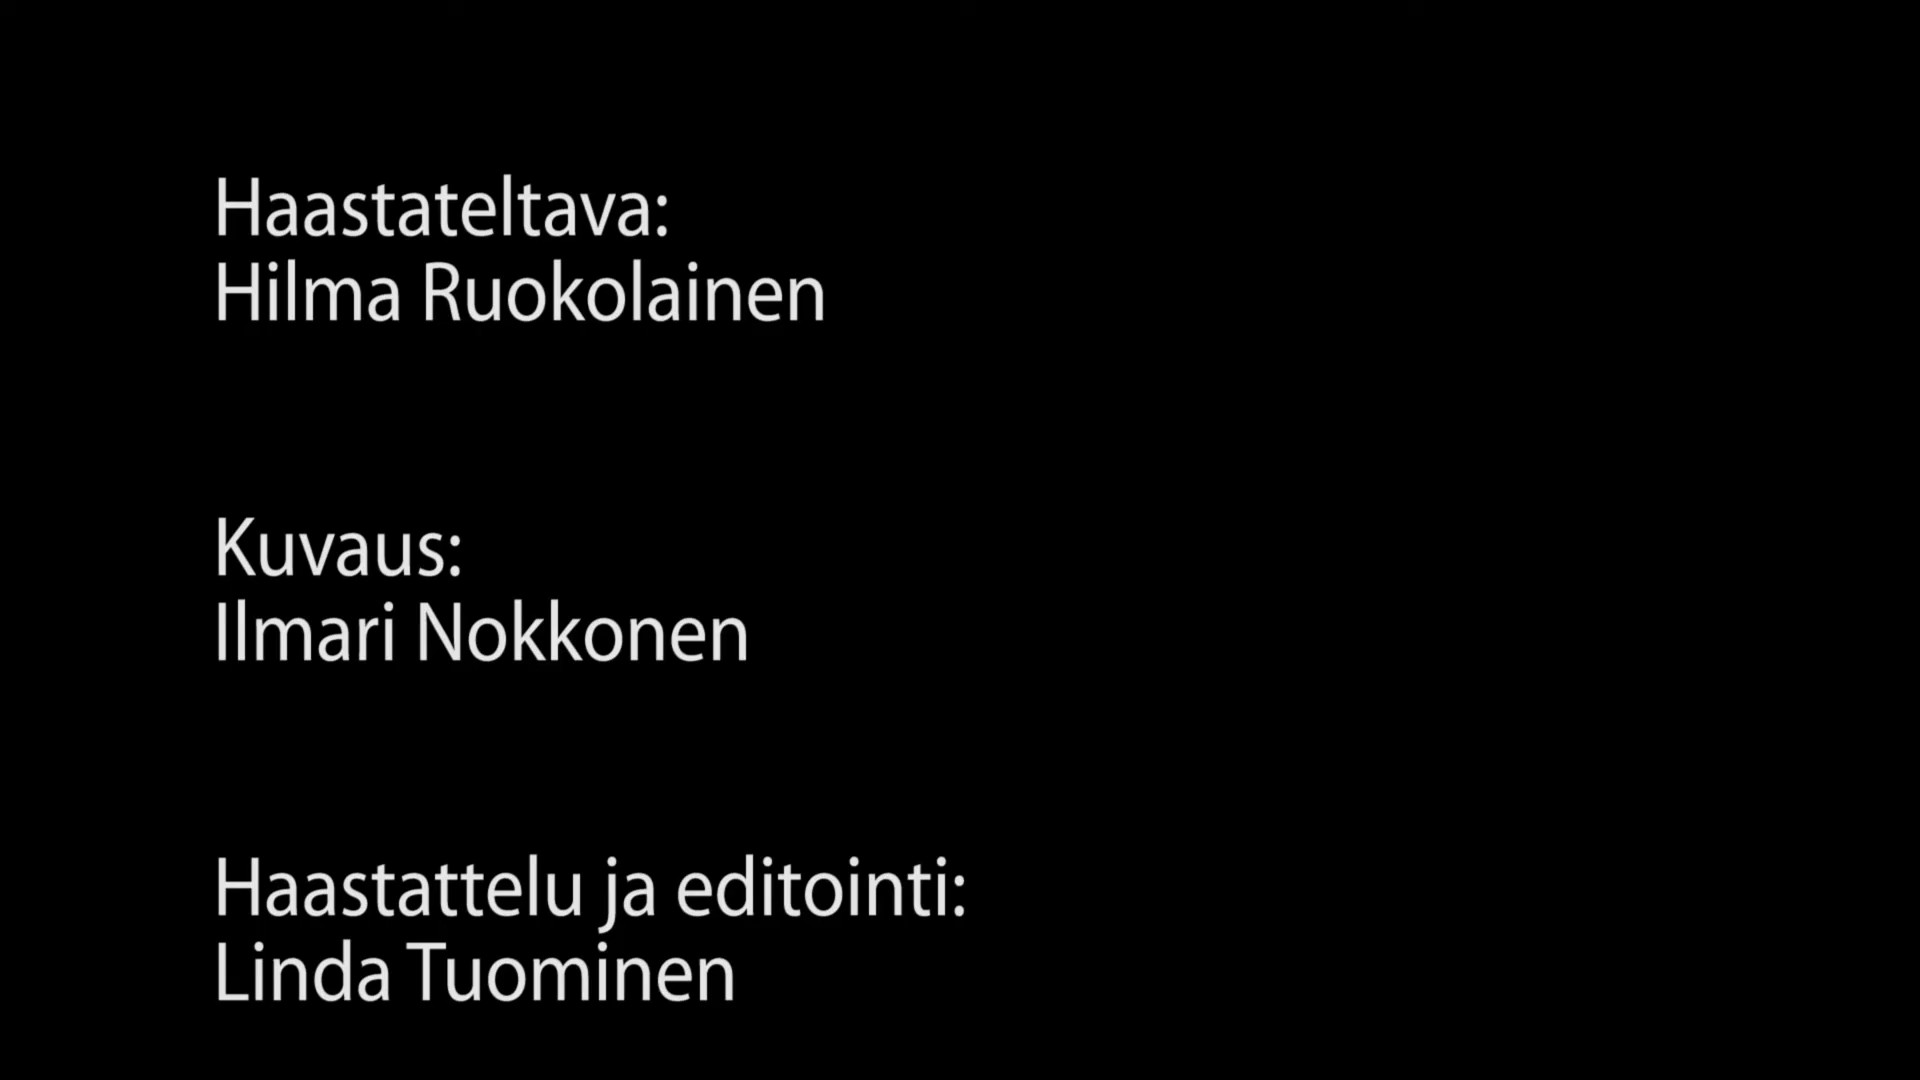 Haastateltava:
Hilma Ruokolainen
Kuvaus:
Ilmari Nokkonen
Haastattelu ja editointi:
Linda Tuominen